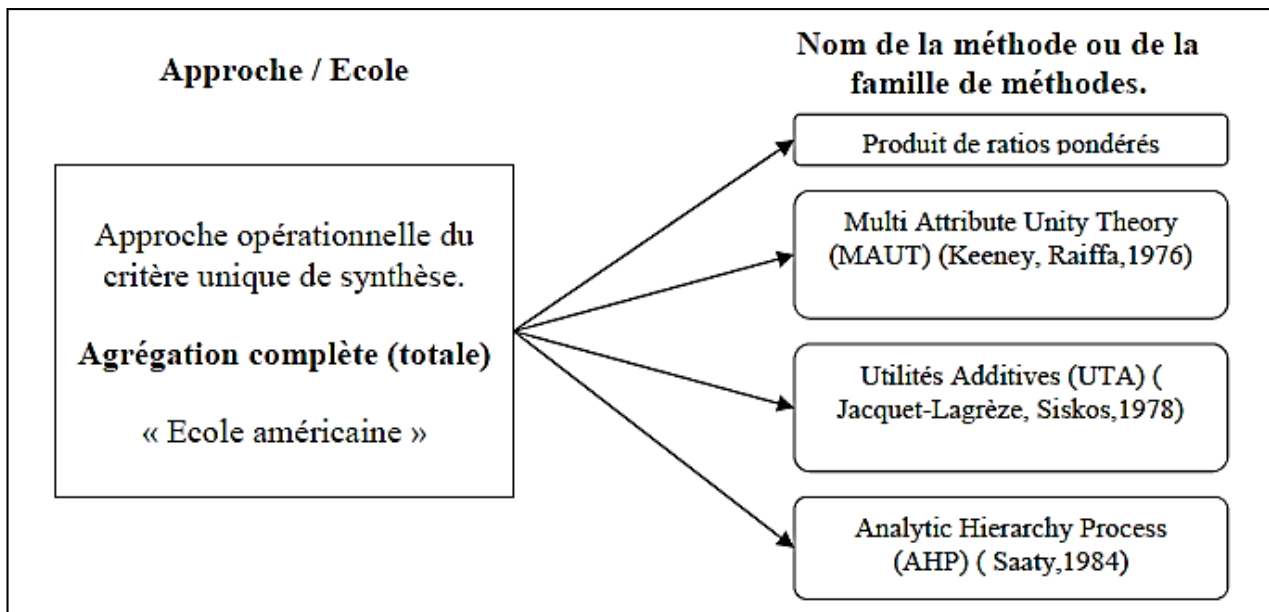 Approche / Ecole
Nom de la méthode ou de la
famille de méthodes.
Approche opérationnelle du
critère unique de synthèse.
Agrégation complète (totale)
« Ecole américaine »
Produit de ratios pondérés
Multi Attribute Unity Theory
(MAUT) (Keeney, Raiffa,1976)
Utilités Additives (UTA) (
Jacquet-Lagrèze, Siskos,1978)
Analytic Hierarchy Process
(AHP) ( Saaty,1984)